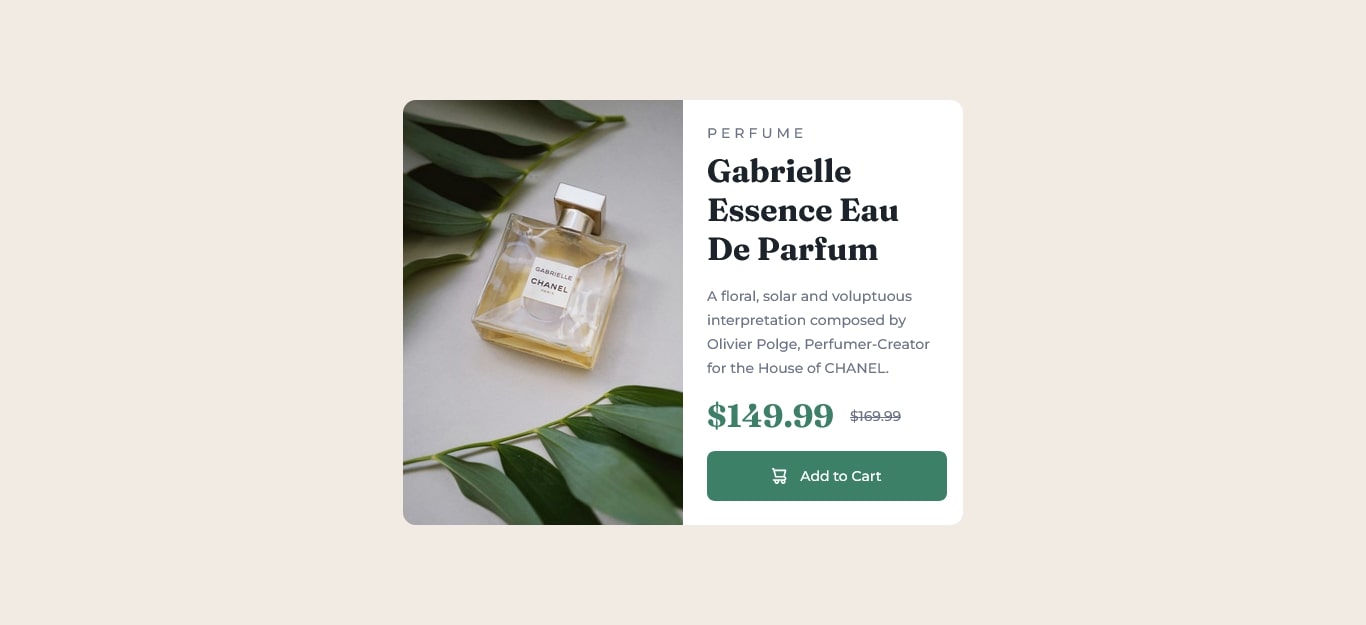 GABRIELLE
CHANEL
PARIS
PERFUME
Gabrielle
Essence Eau
De Parfum
A floral, solar and voluptuous
interpretation composed by
Olivier Polge, Perfumer-Creator
for the House of CHANEL.
$149.99 $169.99
Add to Cart